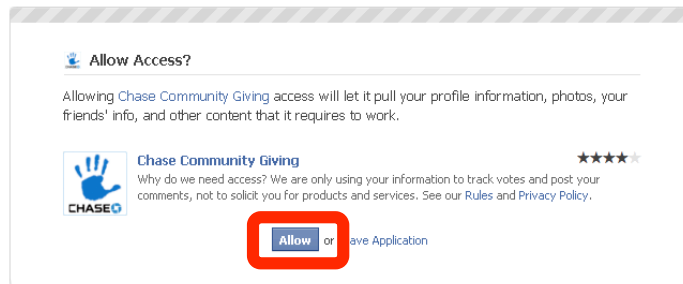 Allow Access?
Allowing Chase Community Giving access will let it pull your profile information, photos, your
friends' info, and other content that it requires to work.
Chase Community Giving
Why do we need access? We are only using your information to track votes and post your
comments, not to solicit you for products and services. See our Rules and Privacy Policy.
CHASE
Allow or ave Application